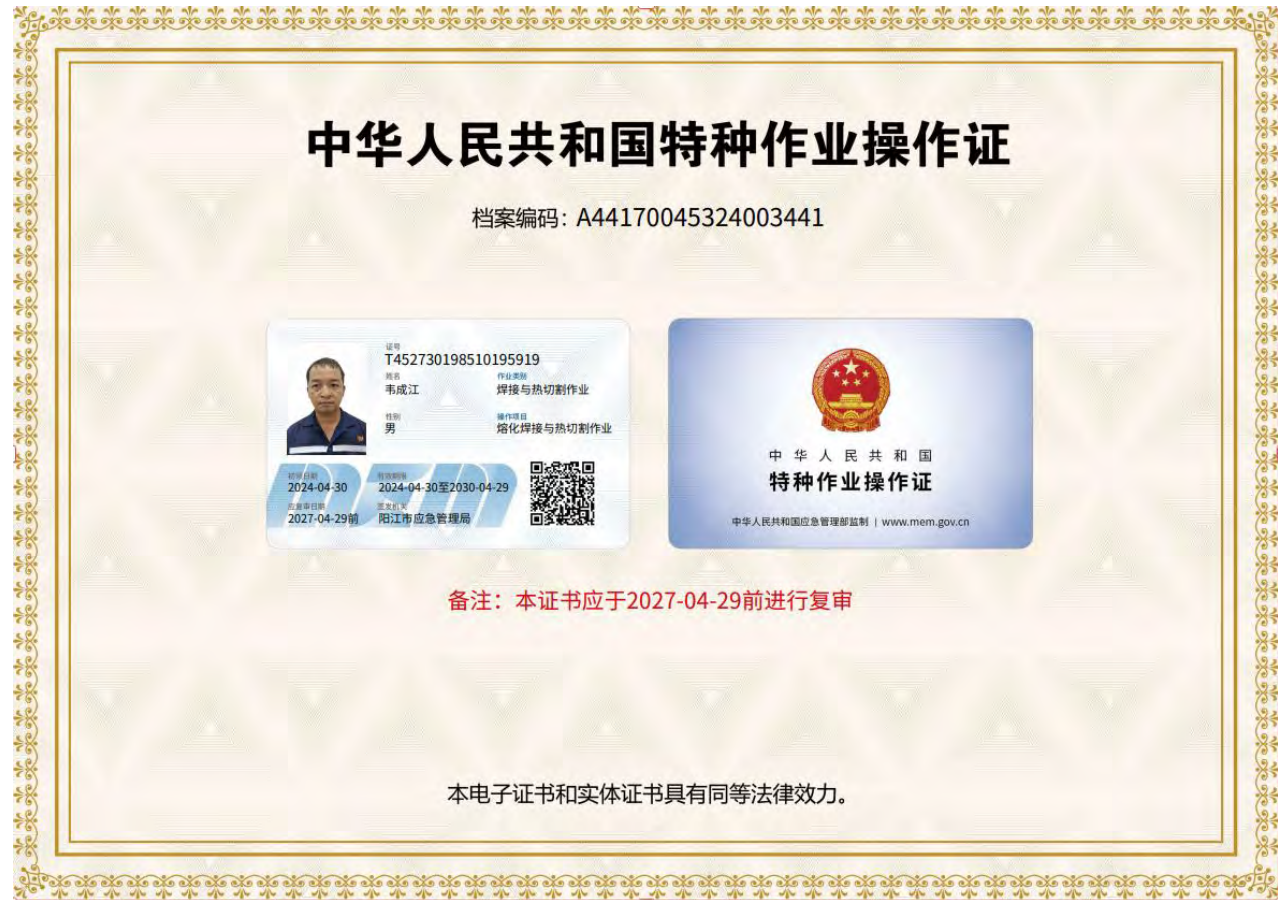 中华人民共和国特种作业操作证
档案编码：A44170045324003441
证号
T452730198510195919
姓名 作业类别
韦成江 焊接与热切割作业
性别 操作项目
男 熔化焊接与热切割作业
初领日期 有效期限
2024-04-30 2024-04-30至2030-04-29
应复审日期 签发机关
2027-04-29前 阳江市应急管理局
中华人民共和国
特种作业操作证
中华人民共和国应急管理部监制 | www.mem.gov.cn
备注：本证书应于2027-04-29前进行复审
本电子证书和实体证书具有同等法律效力。